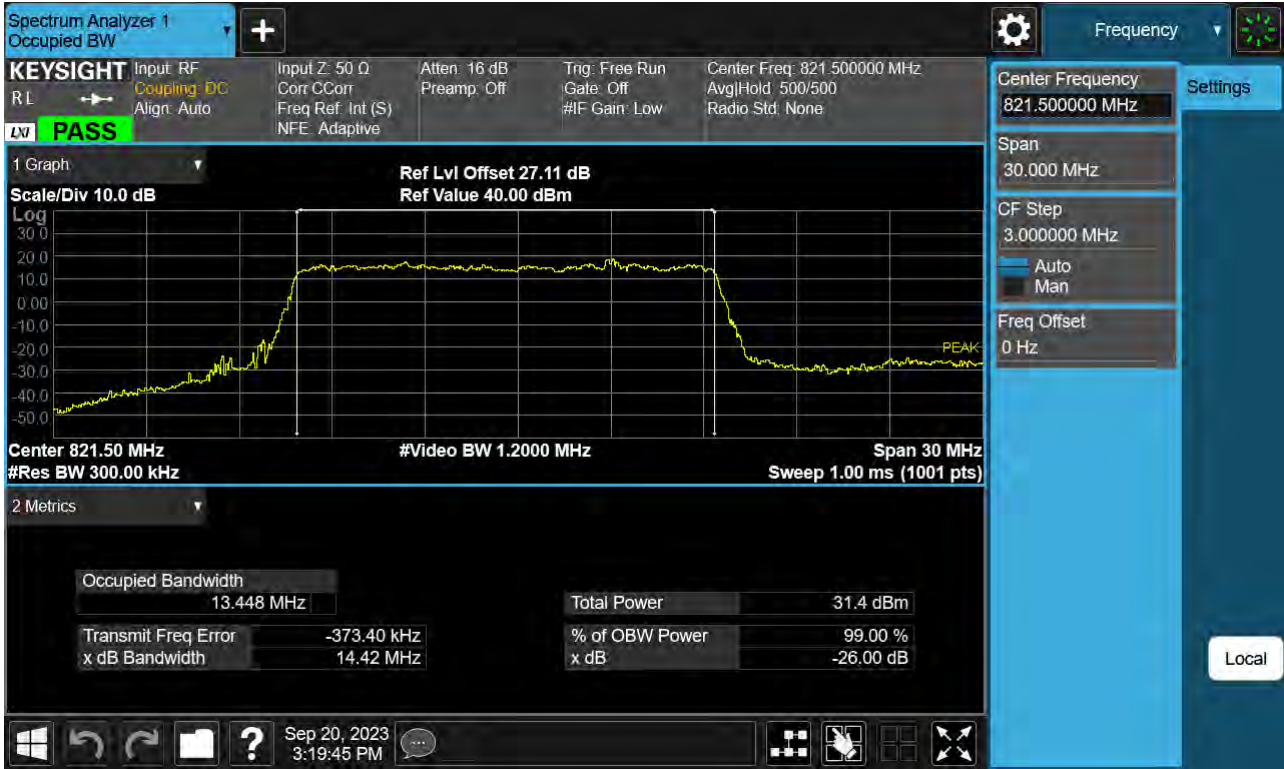 Spectrum Analyzer 1
Occupied BW
+
Frequency
KEYSIGHT
RL
LXI
PASS
Input: RF
Coupling: DC
Align: Auto
Input Z: 50 Ω
Corr CCorr
Freq Ref: Int (S)
NFE: Adaptive
Atten: 16 dB
Preamp: Off
Trig: Free Run
Gate: Off
#IF Gain: Low
Center Freq: 821.500000 MHz
Avg|Hold: 500/500
Radio Std: None
1 Graph
Scale/Div 10.0 dB
Ref Lvl Offset 27.11 dB
Ref Value 40.00 dBm
Log
30.0
20.0
10.0
0.00
-10.0
-20.0
-30.0
-40.0
-50.0
PEAK
Center 821.50 MHz
#Video BW 1.2000 MHz
Span 30 MHz
#Res BW 300.00 kHz
Sweep 1.00 ms (1001 pts)
2 Metrics
Occupied Bandwidth
13.448 MHz
Total Power 31.4 dBm
Transmit Freq Error -373.40 kHz
% of OBW Power 99.00 %
x dB Bandwidth 14.42 MHz
x dB -26.00 dB
Center Frequency
821.500000 MHz
Settings
Span
30.000 MHz
CF Step
3.000000 MHz
Auto
Man
Freq Offset
0 Hz
Local
?
Sep 20, 2023
3:19:45 PM